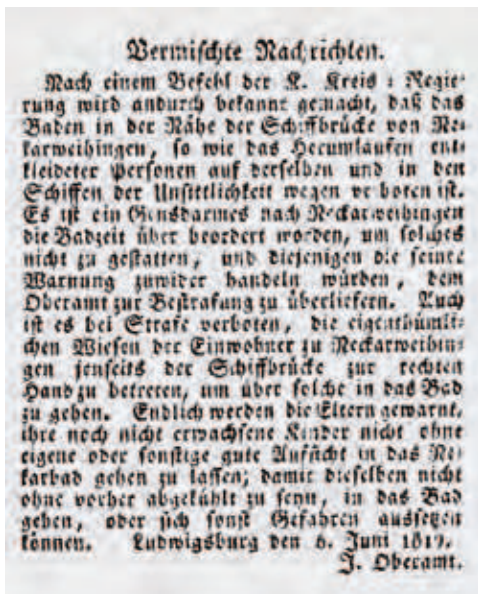 Vermischte Nachrichten.
Nach einem Befehl der K. Kreis : Regie-
rung wird andurch bekannt gemacht, daß das
Baden in der Nähe der Schiffbrücke von Ne-
karweihingen, so wie das Herumlaufen ent-
kleideter Personen auf derselben und in den
Schiffen der Unsittlichkeit wegen verboten ist.
Es ist ein Gensdarmes nach Neckarweihingen
die Badzeit über beordert worden, um solches
nicht zu gestatten, und diejenigen die seiner
Warnung zuwider handeln würden, dem
Oberamt zur Bestrafung zu überliefern. Auch
ist es bei Strafe verboten, die eigenthümli-
chen Wiesen der Einwohner zu Neckarweihin-
gen jenseits der Schiffbrücke zur rechten
Hand zu betreten, um über solche in das Bad
zu gehen. Endlich werden die Eltern gewarnt,
ihre noch nicht erwachsene Kinder nicht ohne
eigene oder sonstige gute Aufsicht in das Ne-
karbad gehen zu lassen; damit dieselben nicht
ohne vorher abgekühlt zu seyn, in das Bad
gehen, oder sich sonst Gefahren aussetzen
können. Ludwigsburg den 6. Juni
J. Oberamt.